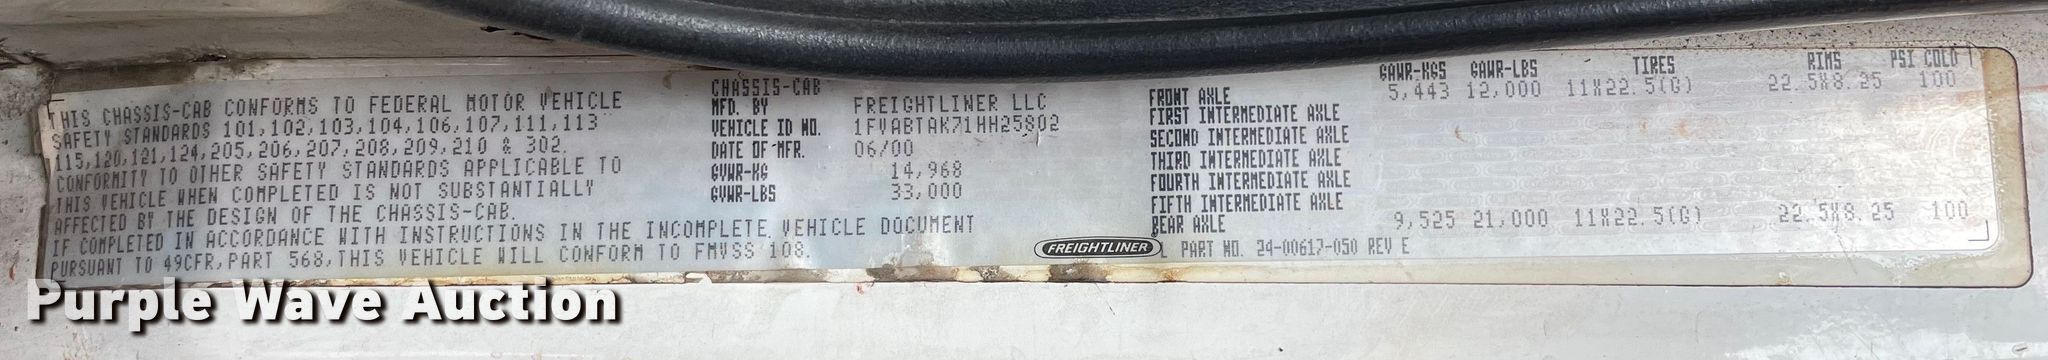 THIS CHASSIS-CAB CONFORMS TO FEDERAL MOTOR VEHICLE
SAFETY STANDARDS 101,102,103,104,106,107,111,113
115,120,121,124,205,206,207,208,209,210 & 302.
CONFORMITY TO OTHER SAFETY STANDARDS APPLICABLE TO
THIS VEHICLE WHEN COMPLETED IS NOT SUBSTANTIALLY
AFFECTED BY THE DESIGN OF THE CHASSIS-CAB.
IF COMPLETED IN ACCORDANCE WITH INSTRUCTIONS IN THE INCOMPLETE VEHICLE DOCUMENT
PURSUANT TO 49CFR,PART 568,THIS VEHICLE WILL CONFORM TO FMVSS 108.
CHASSIS-CAB
MFD. BY FREIGHTLINER LLC
VEHICLE ID NO. 1FVABTAK71HH25802
DATE OF MFR. 06/00
GVWR-KG 14,968
GVWR-LBS 33,000
GAWR-KGS GAWR-LBS TIRES RIMS PSI COLD
FRONT AXLE 5,443 12,000 11X22.5(G) 22.5X8.25 100
FIRST INTERMEDIATE AXLE
SECOND INTERMEDIATE AXLE
THIRD INTERMEDIATE AXLE
FOURTH INTERMEDIATE AXLE
FIFTH INTERMEDIATE AXLE
REAR AXLE 9,525 21,000 11X22.5(G) 22.5X8.25 100
FREIGHTLINER
PART NO. 24-00617-050 REV E
Purple Wave Auction